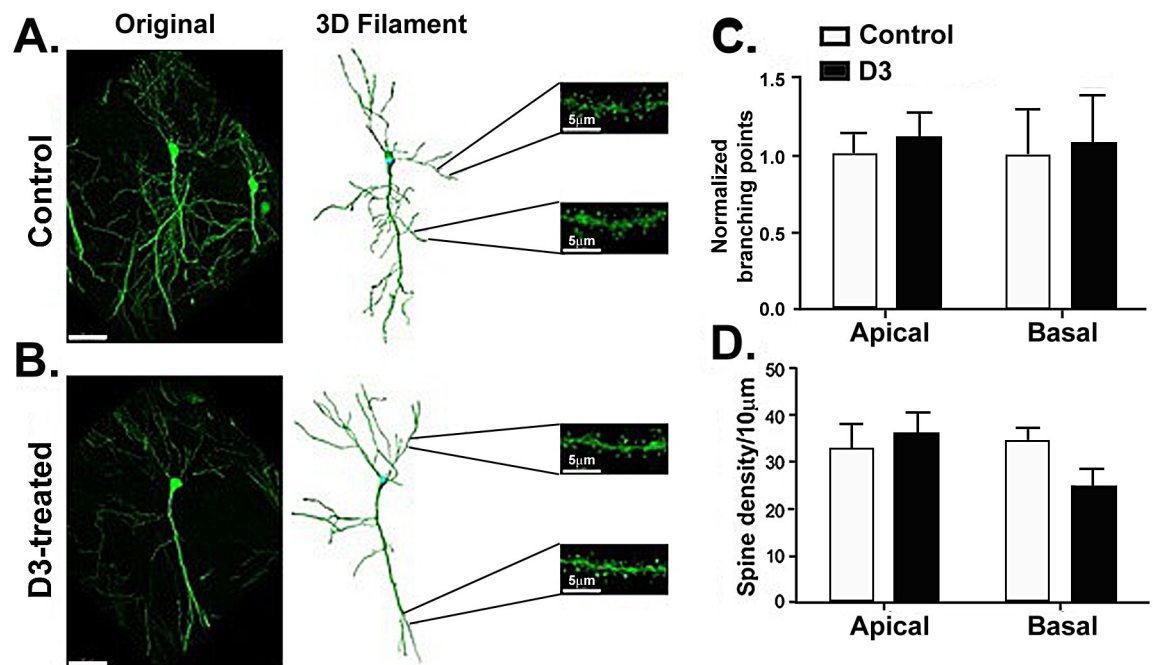 A.
Original
3D Filament
Control
5μm
5μm
B.
D3-treated
5μm
5μm
C.
Control
D3
Normalized
branching points
1.5
1.0
0.5
0.0
Apical
Basal
D.
Spine density/10μm
50
40
30
20
10
0
Apical
Basal